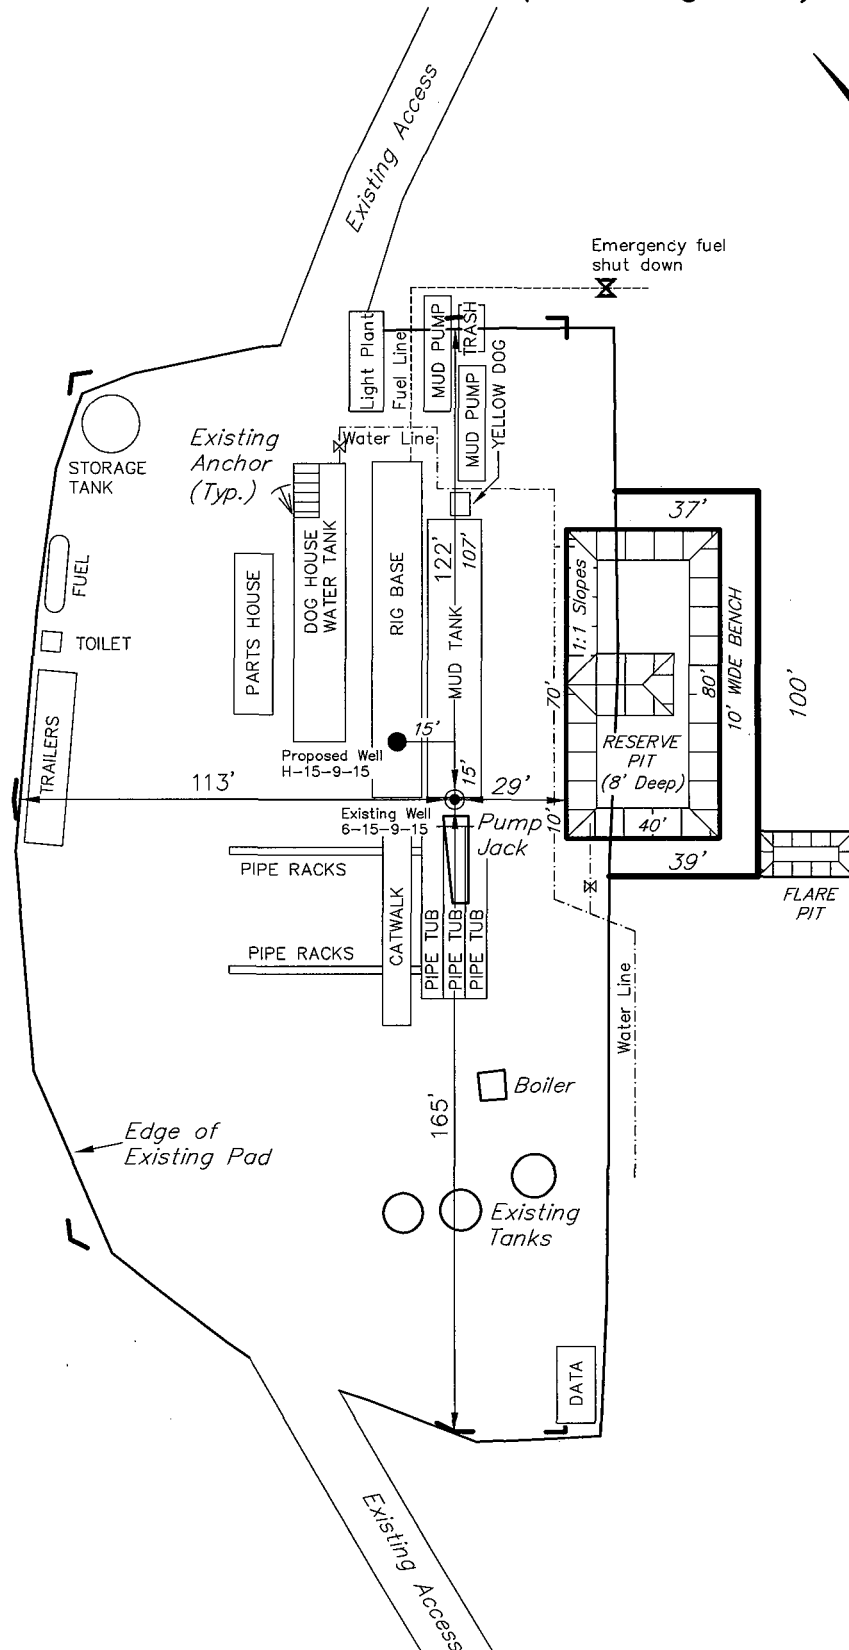 Existing Access
Emergency fuel
shut down
Light Plant
Fuel Line
MUD PUMP
TRASH
MUD PUMP
YELLOW DOG
Water Line
Existing
Anchor
(Typ.)
STORAGE
TANK
FUEL
TOILET
TRAILERS
PARTS HOUSE
DOG HOUSE
WATER TANK
RIG BASE
122'
107'
MUD TANK
37'
1:1 Slopes
70'
80'
10' WIDE BENCH
100'
RESERVE
PIT
(8' Deep)
40'
10'
39'
FLARE
PIT
15'
Proposed Well
H-15-9-15
15'
113'
29'
Existing Well
6-15-9-15
Pump
Jack
PIPE RACKS
PIPE RACKS
CATWALK
PIPE TUB
PIPE TUB
PIPE TUB
Water Line
Boiler
165'
Edge of
Existing Pad
Existing
Tanks
DATA
Existing Access